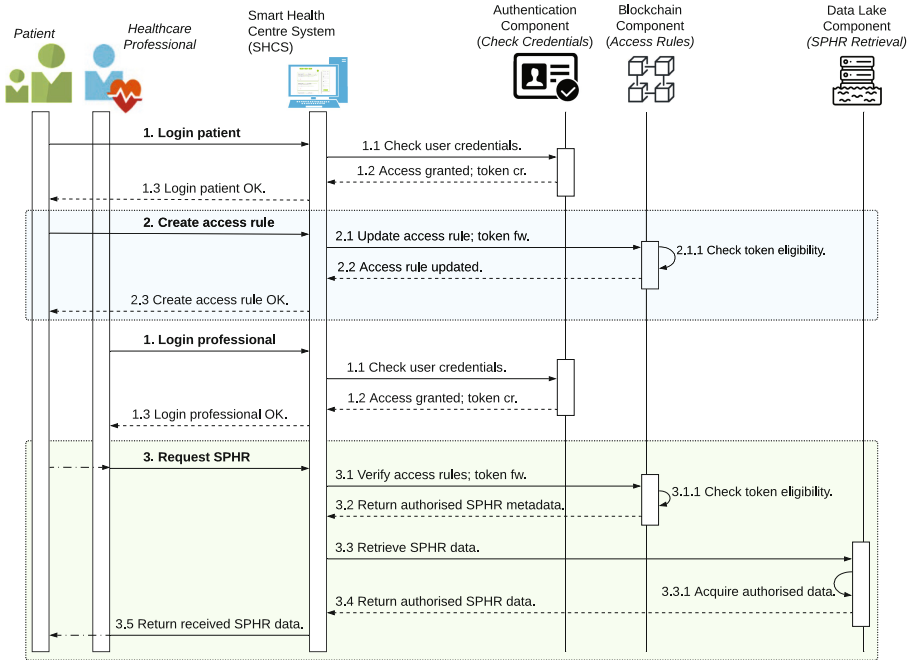 Patient
Healthcare
Professional
Smart Health
Centre System
(SHCS)
Authentication
Component
(Check Credentials)
Blockchain
Component
(Access Rules)
Data Lake
Component
(SPHR Retrieval)
1. Login patient
1.1 Check user credentials.
1.2 Access granted; token cr.
1.3 Login patient OK.
2. Create access rule
2.1 Update access rule; token fw.
2.1.1 Check token eligibility.
2.2 Access rule updated.
2.3 Create access rule OK.
1. Login professional
1.1 Check user credentials.
1.2 Access granted; token cr.
1.3 Login professional OK.
3. Request SPHR
3.1 Verify access rules; token fw.
3.1.1 Check token eligibility.
3.2 Return authorised SPHR metadata.
3.3 Retrieve SPHR data.
3.3.1 Acquire authorised data.
3.4 Return authorised SPHR data.
3.5 Return received SPHR data.